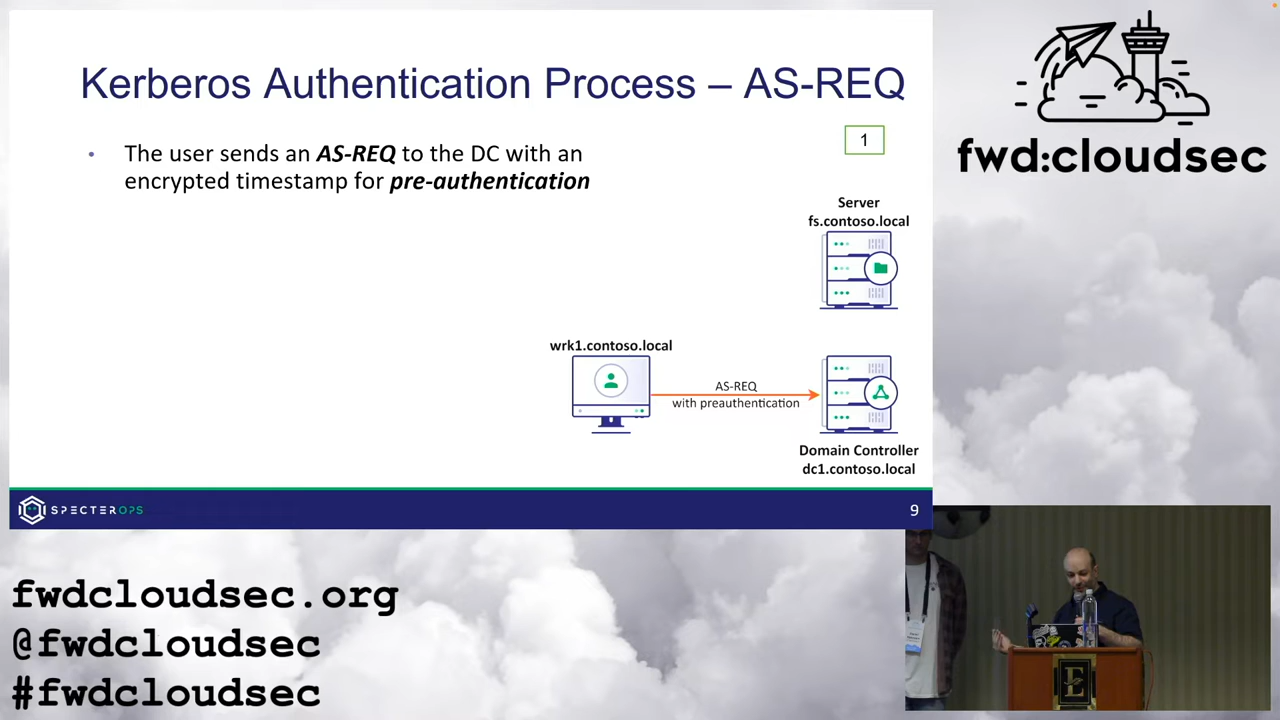 Kerberos Authentication Process – AS-REQ
• The user sends an AS-REQ to the DC with an
encrypted timestamp for pre-authentication
1
Server
fs.contoso.local
wrk1.contoso.local
AS-REQ
with preauthentication
Domain Controller
dc1.contoso.local
SPECTEROPS
9
fwd:cloudsec
fwdcloudsec.org
@fwdcloudsec
#fwdcloudsec
E